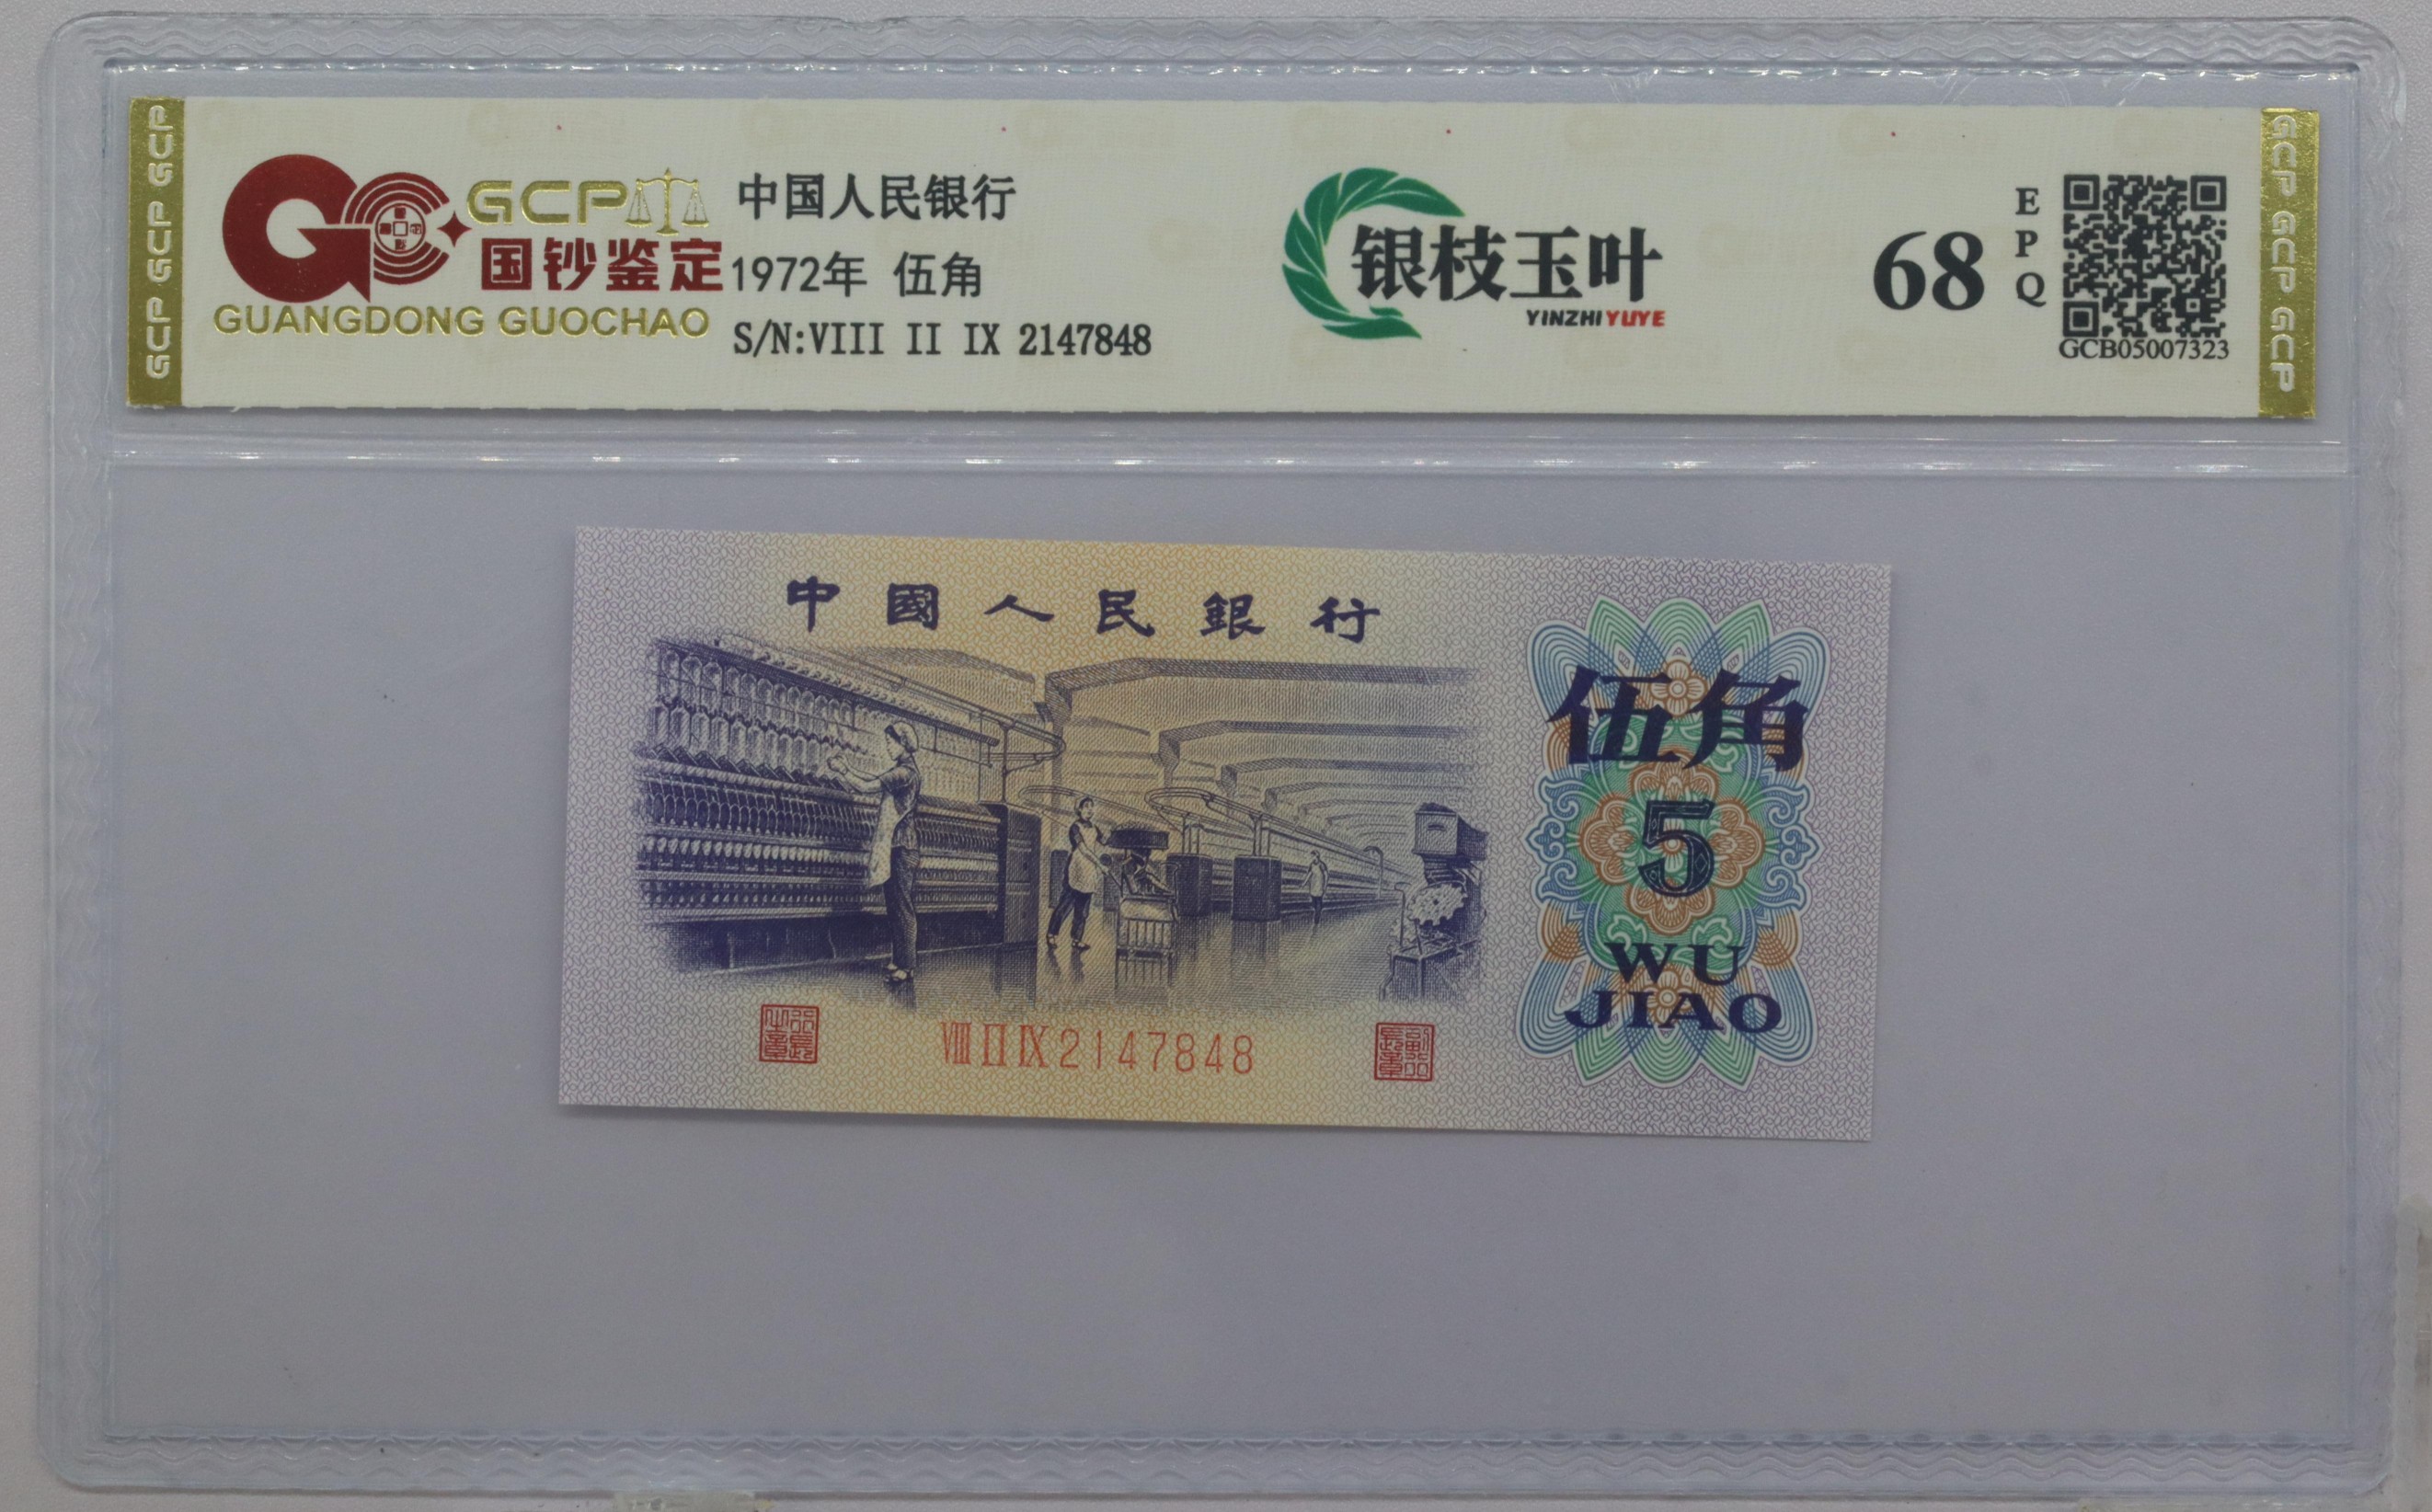 GCP GCP GCP
GCP
国钞鉴定
GUANGDONG GUOCHAO
中国人民银行
1972年 伍角
S/N:VIII II IX 2147848
银枝玉叶
YINZHIYUYE
68
EPQ
GCB05007323
GCP GCP GCP
中國人民銀行
伍角
5
WU
JIAO
VIII II IX 2147848